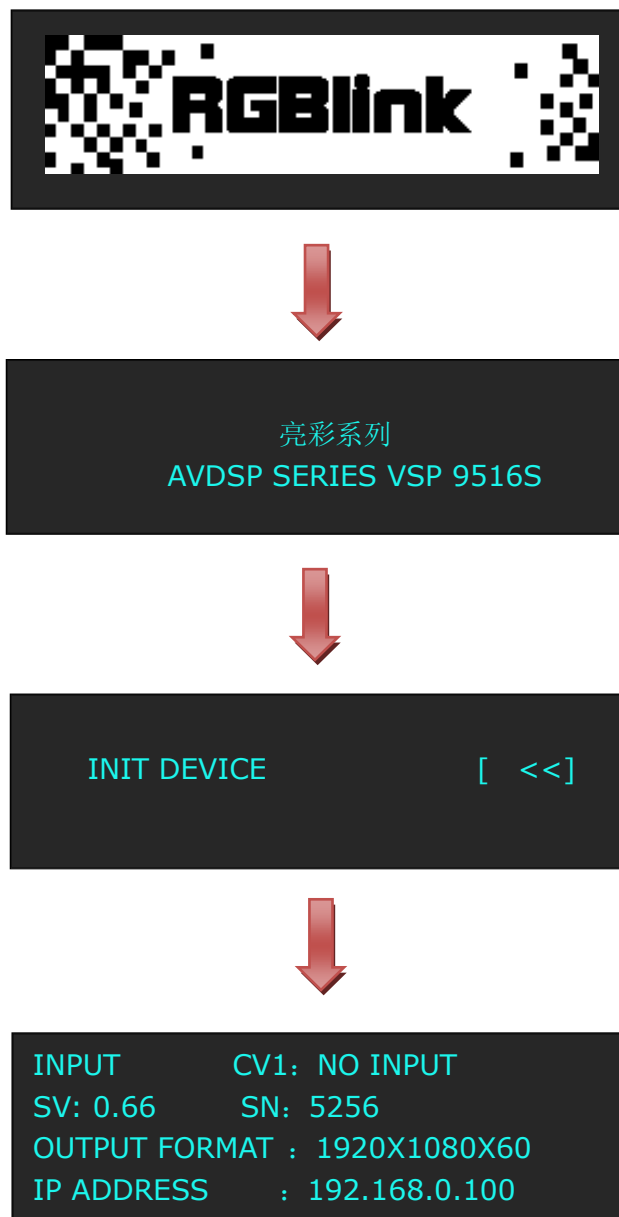 RGBlink
亮彩系列
AVDSP SERIES VSP 9516S
INIT DEVICE [ <<]
INPUT CV1：NO INPUT
SV: 0.66 SN：5256
OUTPUT FORMAT ：1920X1080X60
IP ADDRESS ：192.168.0.100